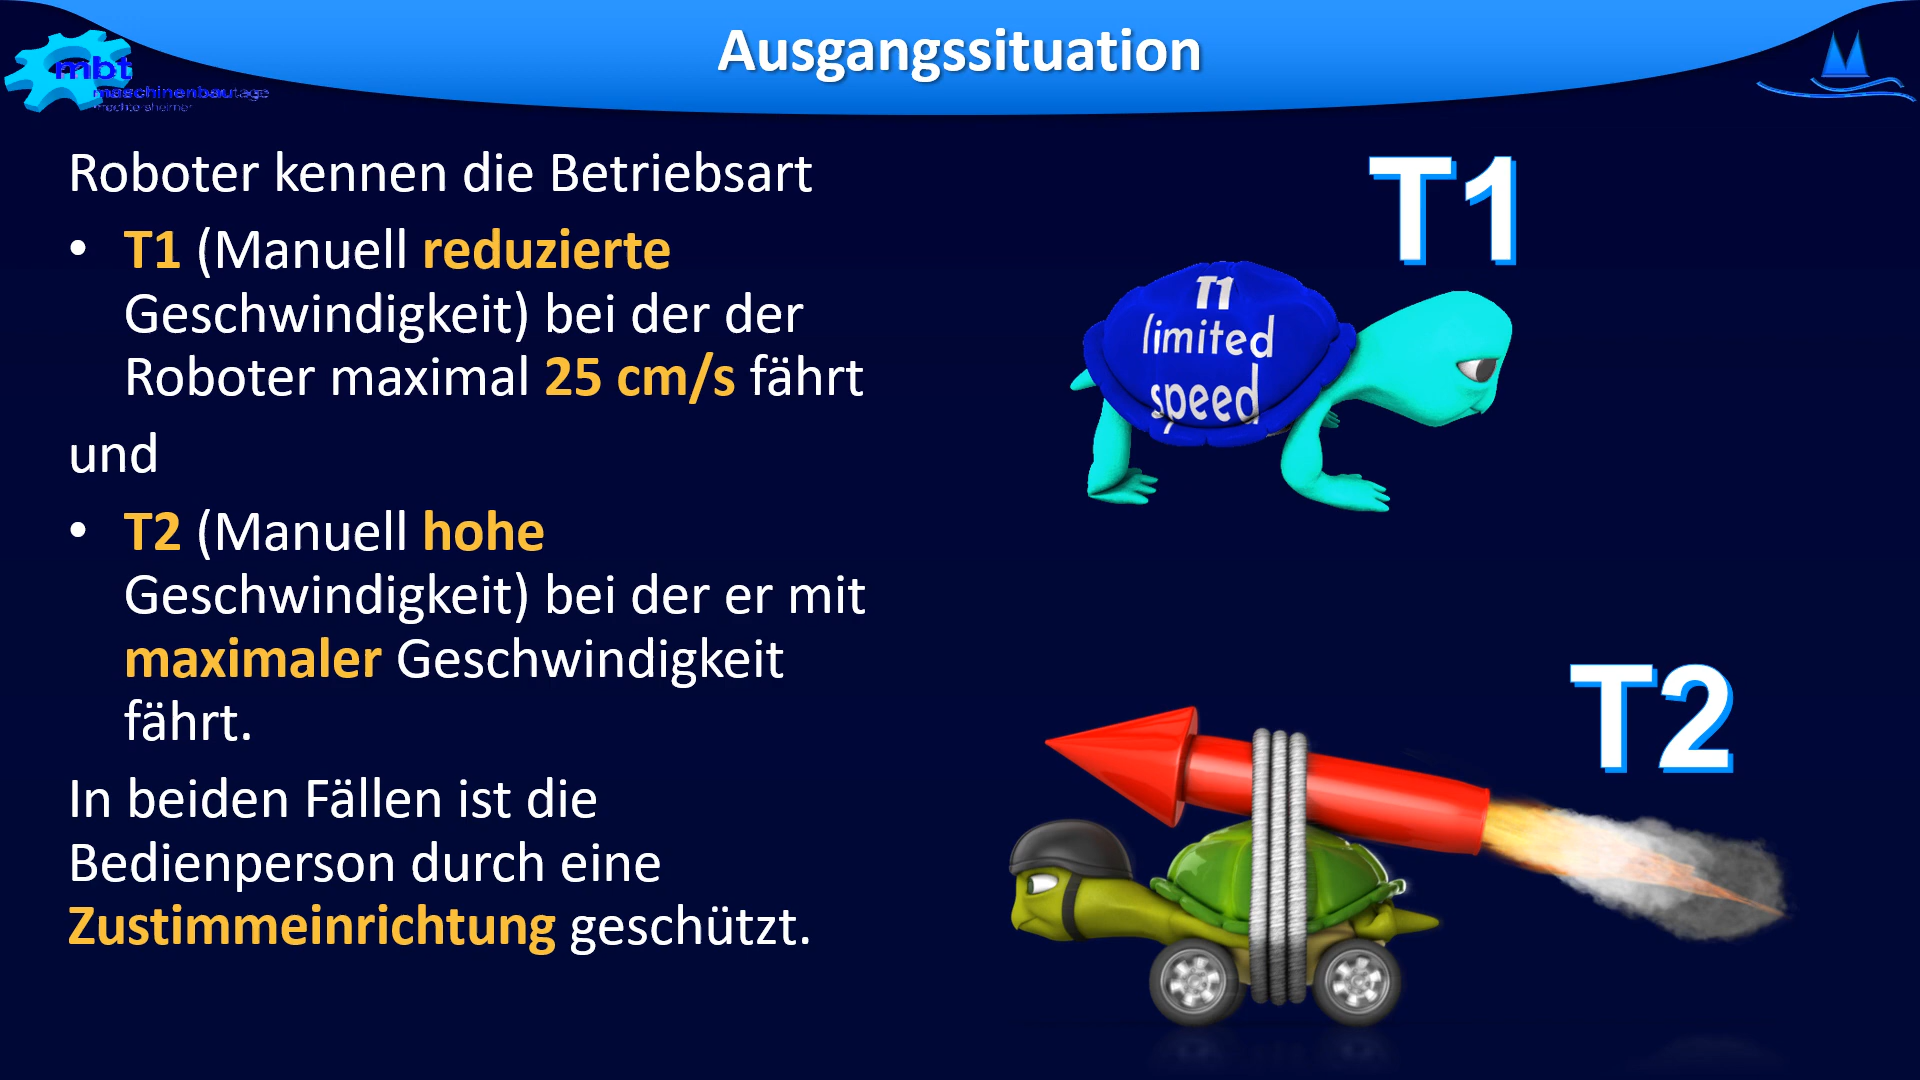 Ausgangssituation
mbt
maschinenbautage
mechtersheimer
Roboter kennen die Betriebsart
• T1 (Manuell reduzierte
Geschwindigkeit) bei der der
Roboter maximal 25 cm/s fährt
und
• T2 (Manuell hohe
Geschwindigkeit) bei der er mit
maximaler Geschwindigkeit
fährt.
In beiden Fällen ist die
Bedienperson durch eine
Zustimmeinrichtung geschützt.
T1
T1
limited
speed
T2